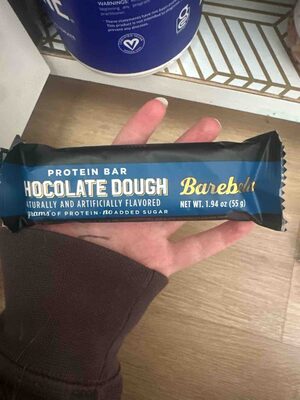 WARNINGS:
PROTEIN BAR
HOCOLATE DOUGH
ATURALLY AND ARTIFICIALLY FLAVORED
grams OF PROTEIN · no ADDED SUGAR
Barebells
NET WT. 1.94 oz (55 g)